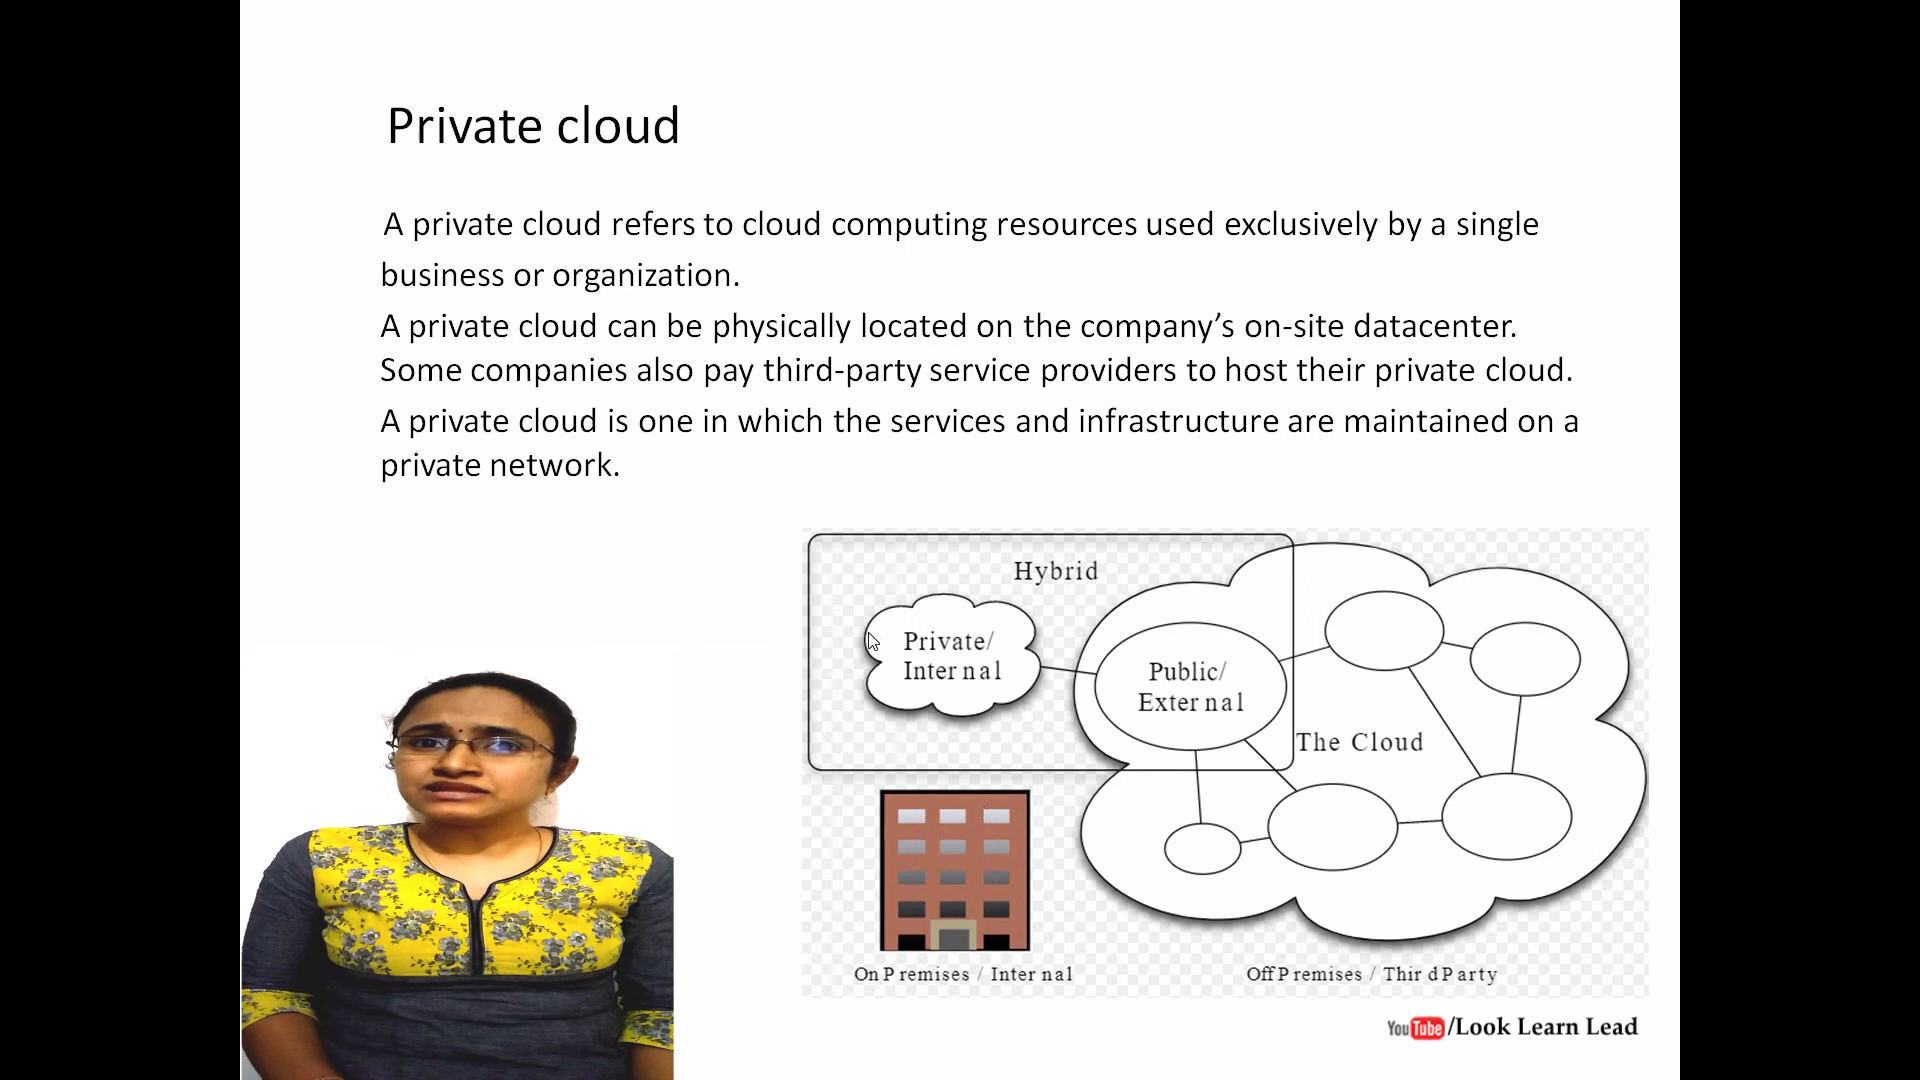 Private cloud
A private cloud refers to cloud computing resources used exclusively by a single
business or organization.
A private cloud can be physically located on the company’s on-site datacenter.
Some companies also pay third-party service providers to host their private cloud.
A private cloud is one in which the services and infrastructure are maintained on a
private network.
Hybrid
Private/
Internal
Public/
External
The Cloud
On Premises / Internal
Off Premises / Third Party
YouTube/Look Learn Lead